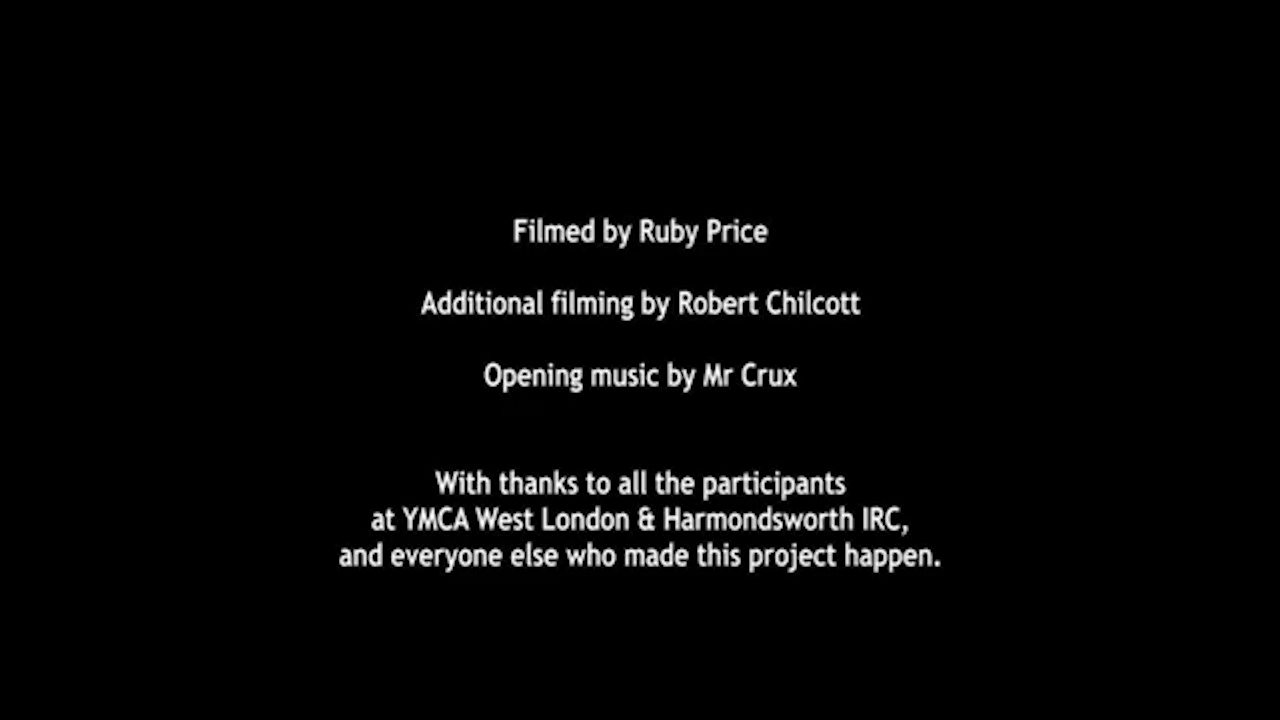 Filmed by Ruby Price
Additional filming by Robert Chilcott
Opening music by Mr Crux
With thanks to all the participants
at YMCA West London & Harmondsworth IRC,
and everyone else who made this project happen.